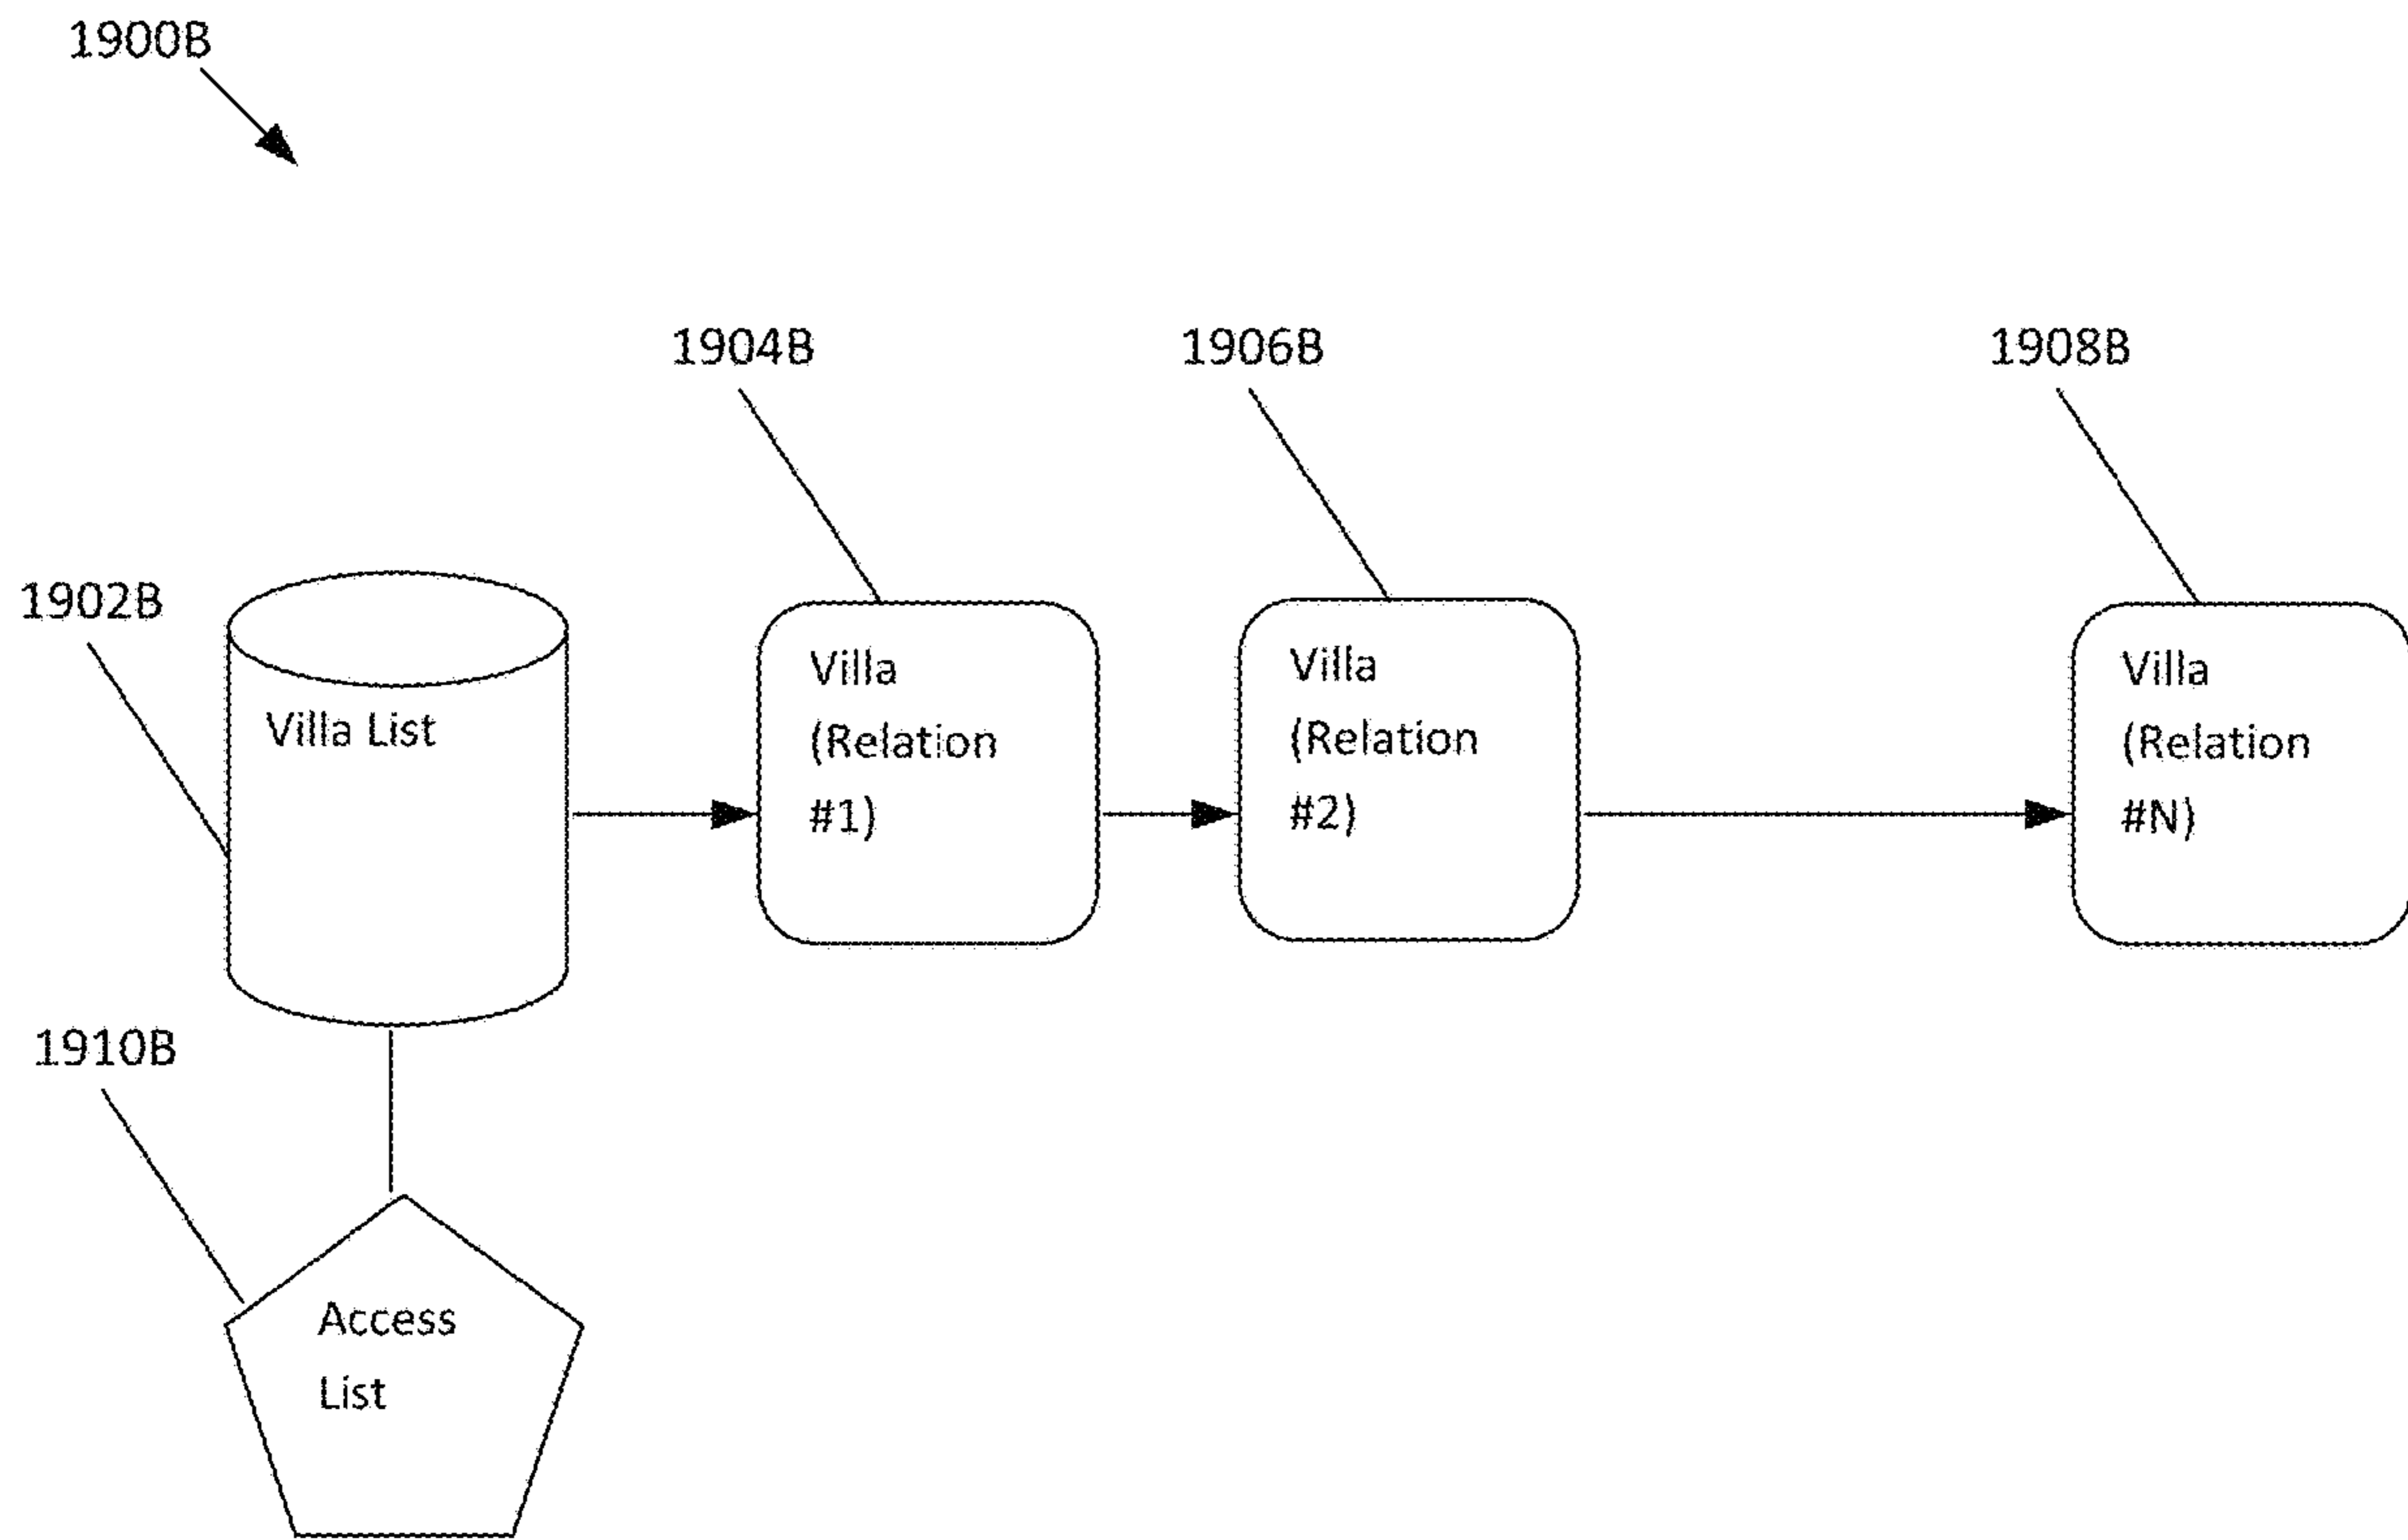 1900B
1904B
1906B
1908B
1902B
Villa List
Villa
(Relation
#1)
Villa
(Relation
#2)
Villa
(Relation
#N)
1910B
Access
List